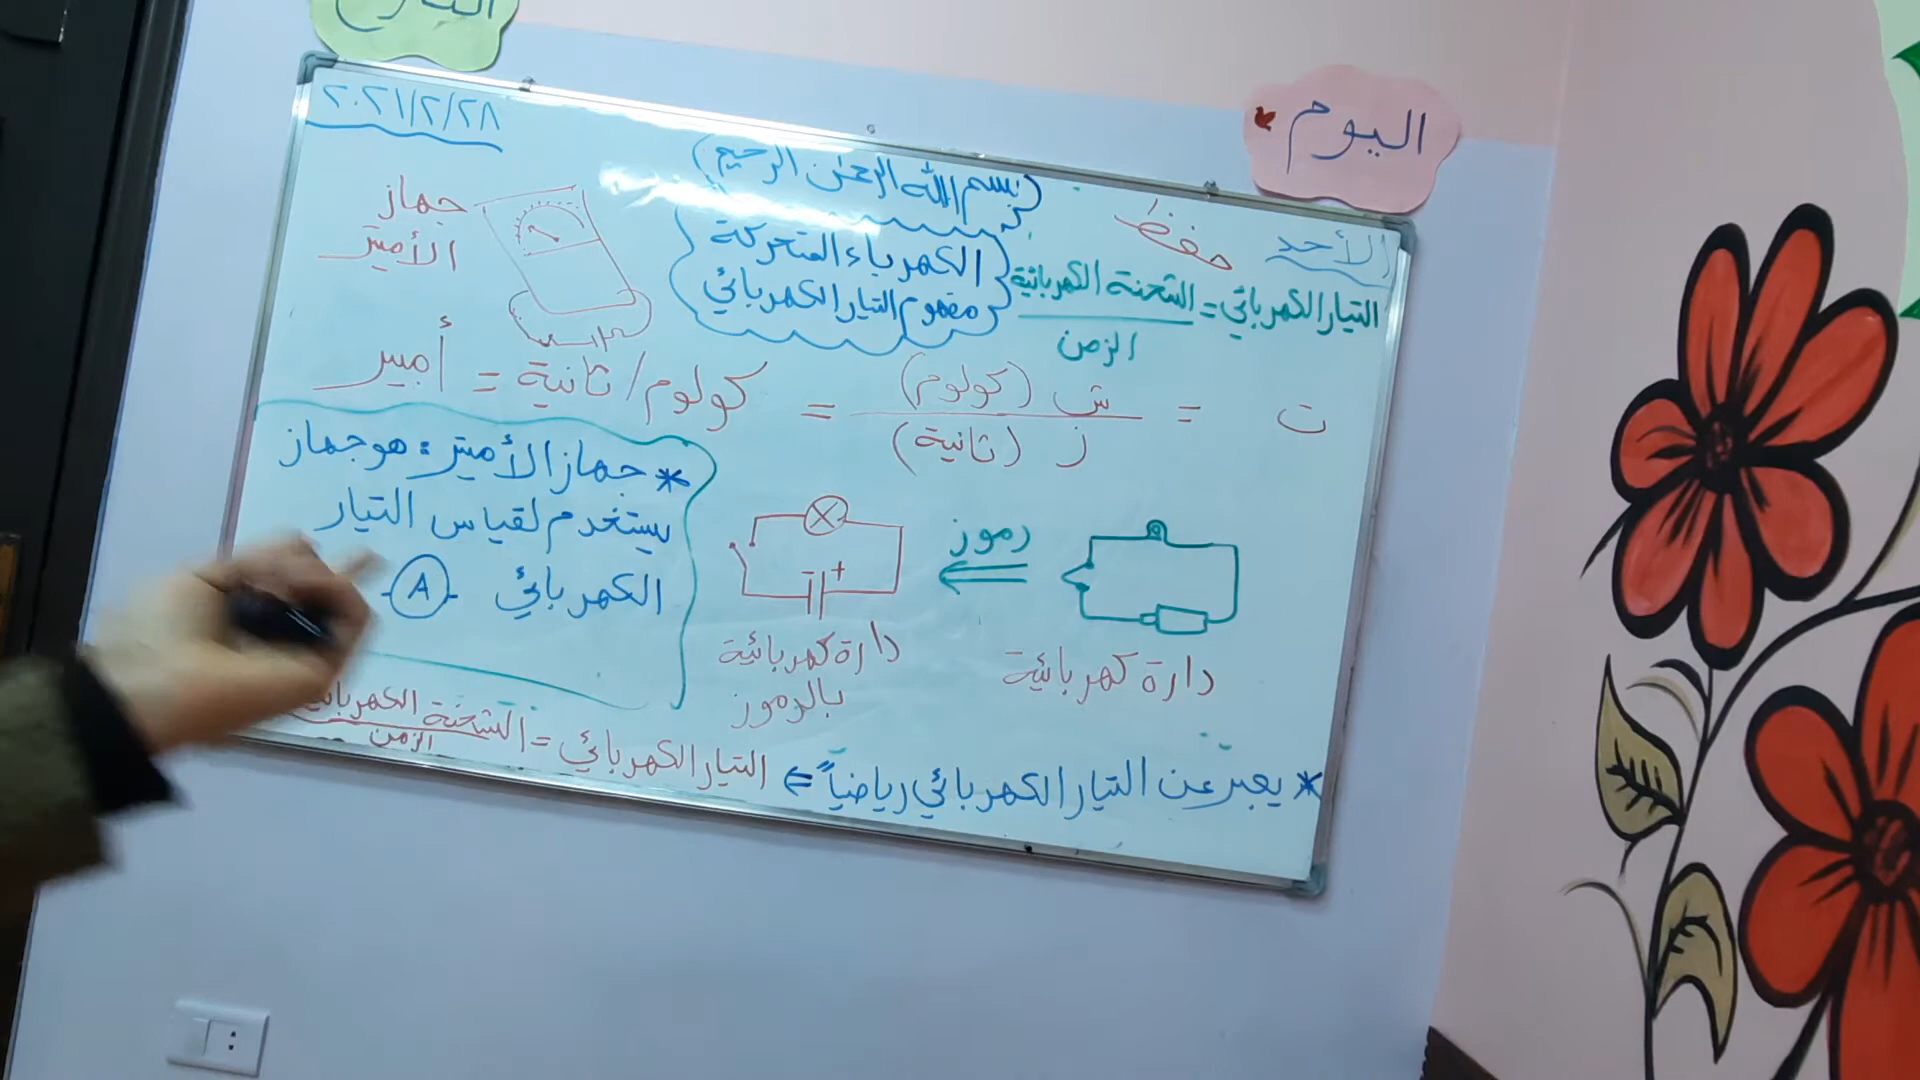 التاريخ
اليوم
٢٠٢١/٢/٢٨
الأحد
(بسم الله الرحمن الرحيم)
الكهرباء المتحركة
مفهوم التيار الكهربائي
حفظ
التيار الكهربائي = الشحنة الكهربائية
الزمن
جهاز
الأميتر
ت = ش (كولوم) = كولوم / ثانية = أمبير
ز (ثانية)
* جهاز الأميتر: هو جهاز
يستخدم لقياس التيار
الكهربائي A
رموز
+
-
دارة كهربائية
دارة كهربائية
بالرموز
* يعبر عن التيار الكهربائي رياضياً ⇐ التيار الكهربائي = الشحنة الكهربائية
الزمن